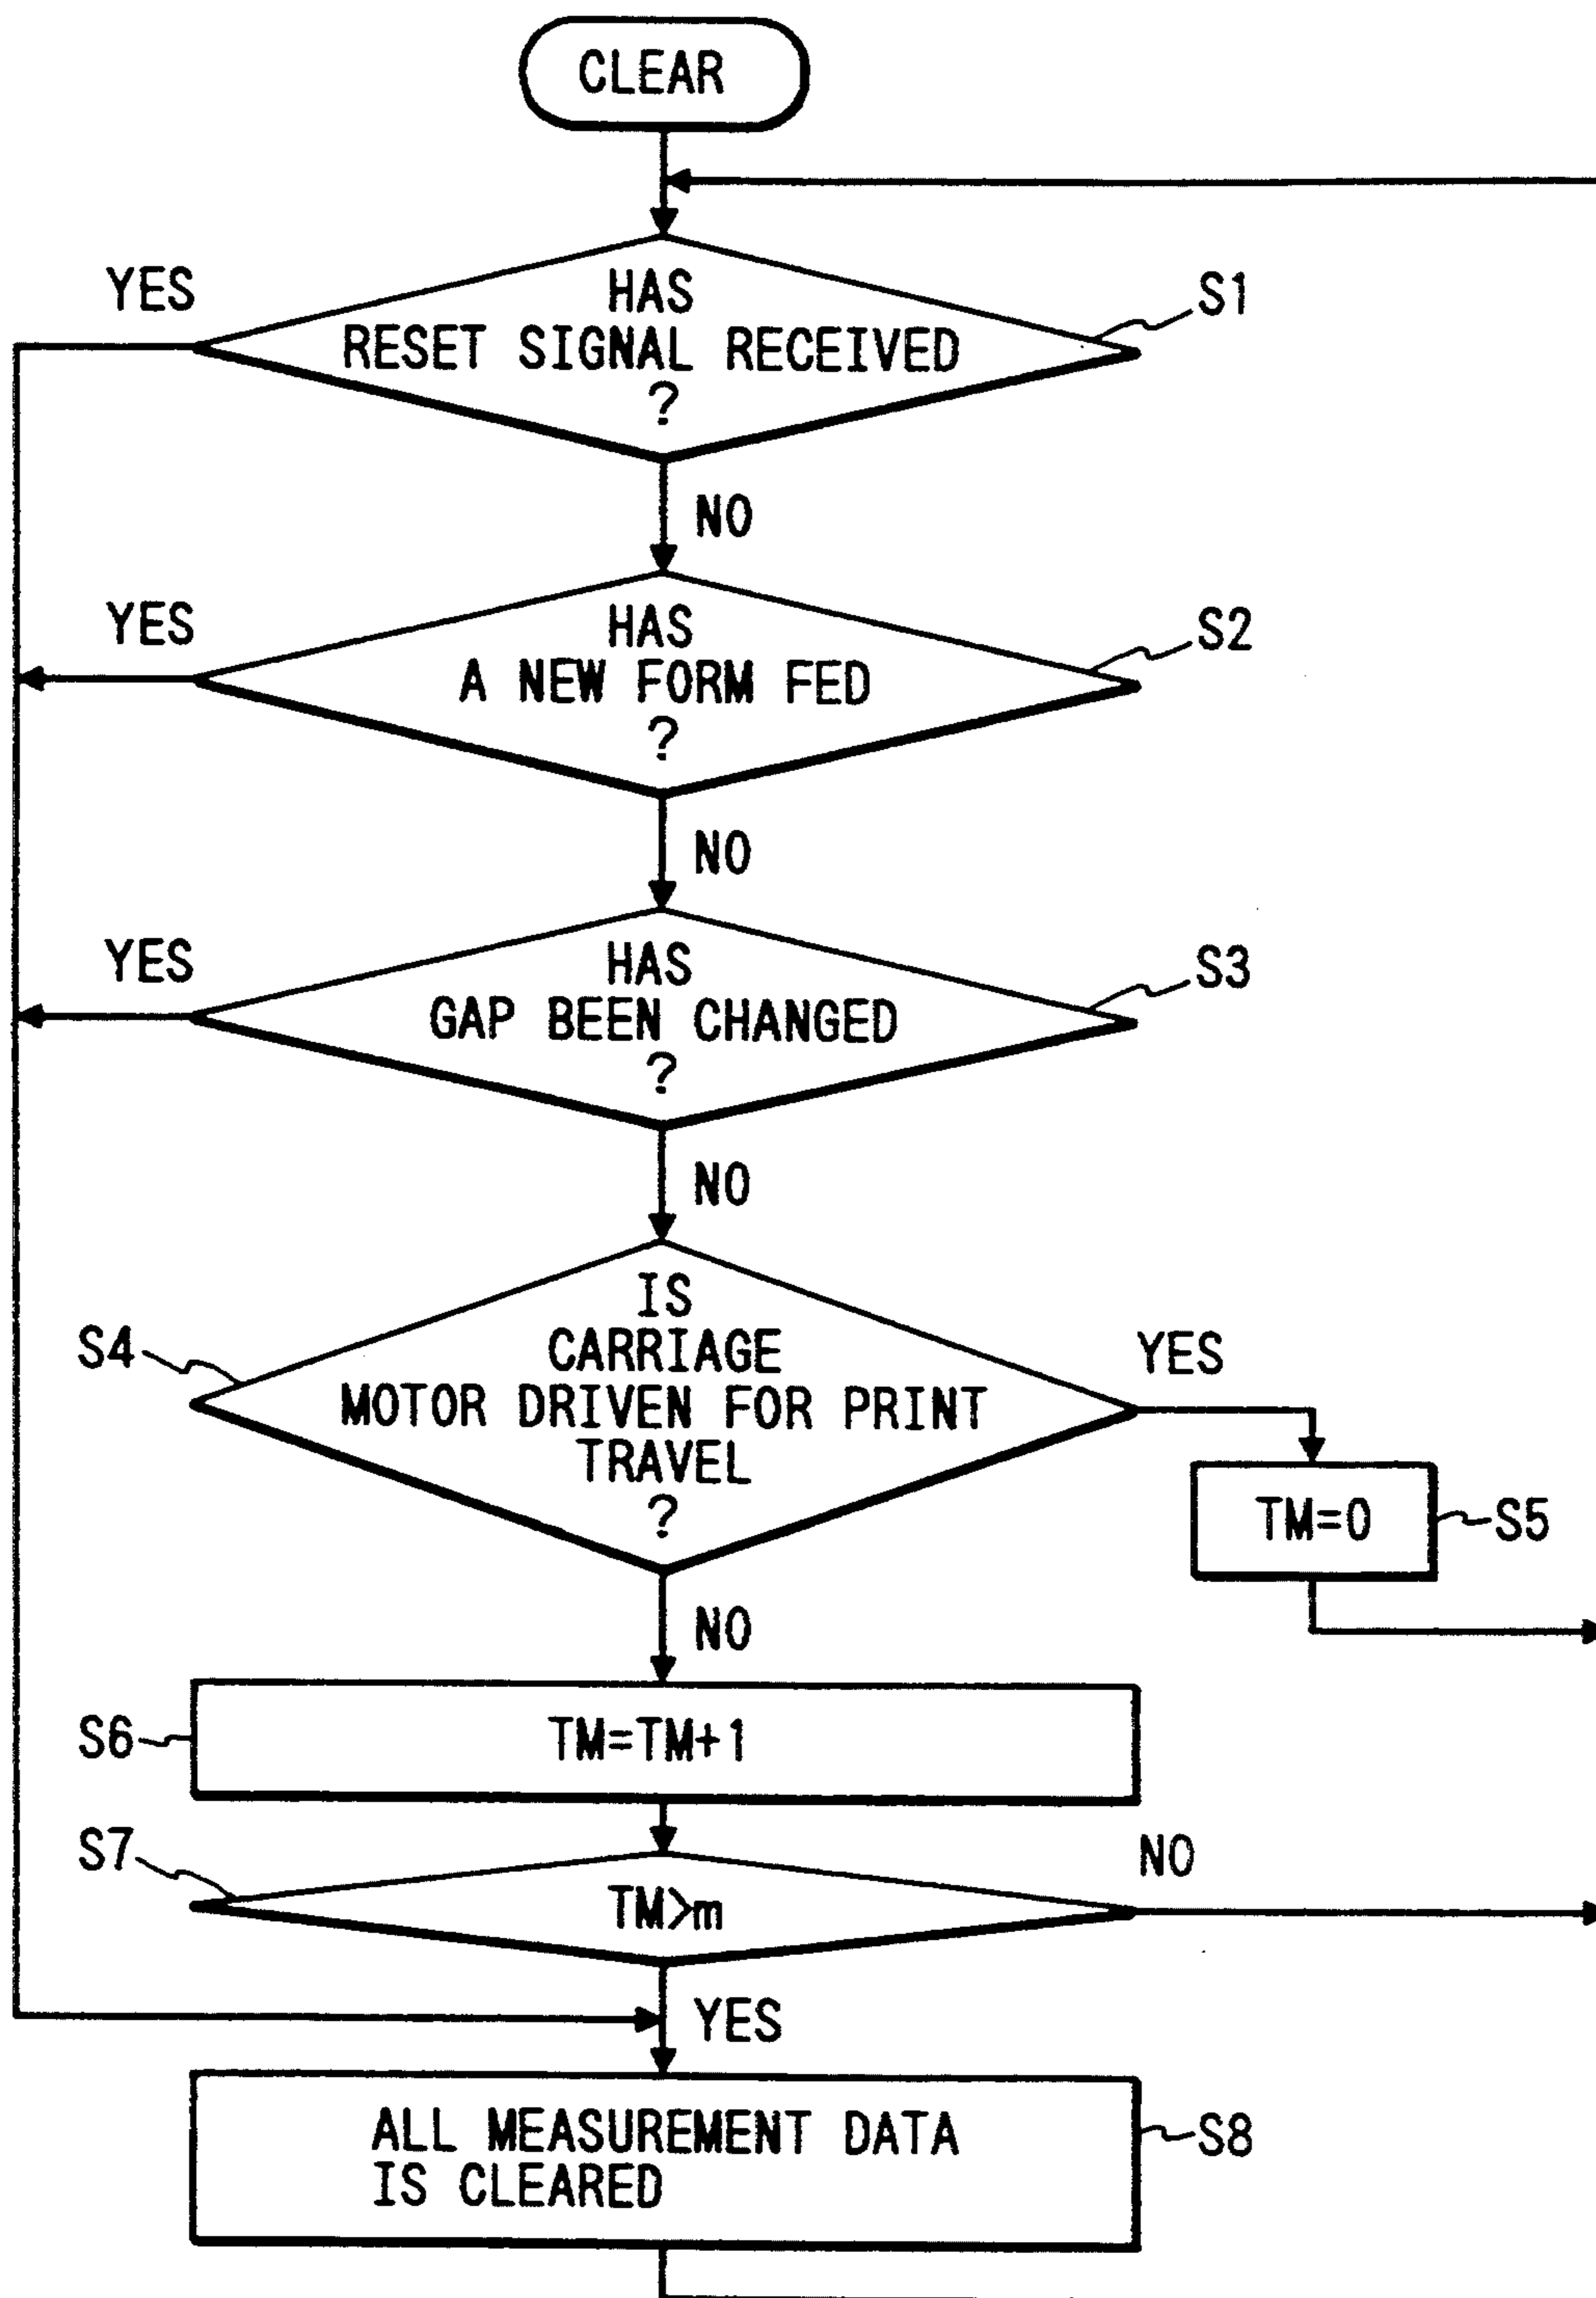 CLEAR
YES
HAS
RESET SIGNAL RECEIVED
?
S1
NO
YES
HAS
A NEW FORM FED
?
S2
NO
YES
HAS
GAP BEEN CHANGED
?
S3
NO
S4
IS
CARRIAGE
MOTOR DRIVEN FOR PRINT
TRAVEL
?
YES
TM=0
S5
NO
S6
TM=TM+1
S7
TM>m
NO
YES
ALL MEASUREMENT DATA
IS CLEARED
S8